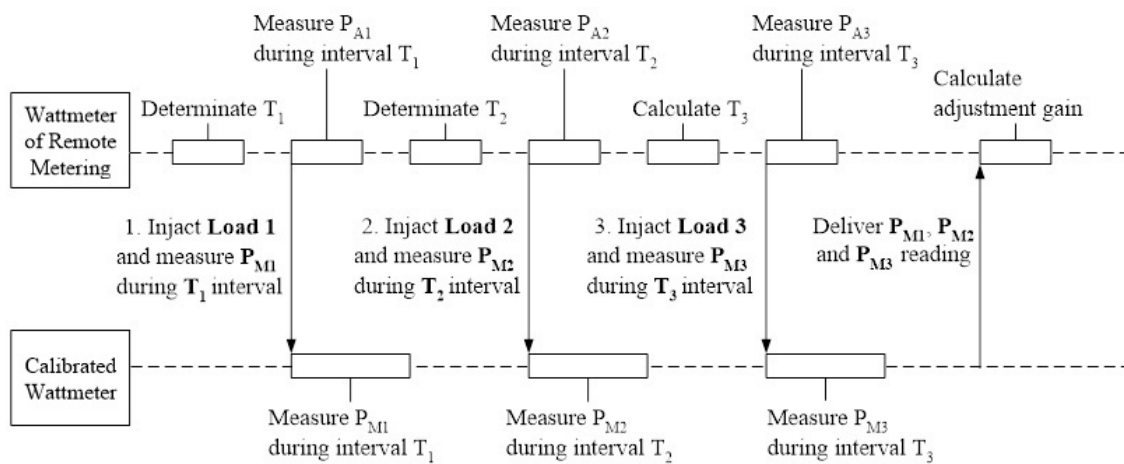 Measure P_A1
during interval T_1
Measure P_A2
during interval T_2
Measure P_A3
during interval T_3
Calculate
adjustment gain
Determinate T_1
Determinate T_2
Calculate T_3
Wattmeter
of Remote
Metering
1. Injact Load 1
and measure P_M1
during T_1 interval
2. Injact Load 2
and measure P_M2
during T_2 interval
3. Injact Load 3
and measure P_M3
during T_3 interval
Deliver P_M1, P_M2
and P_M3 reading
Calibrated
Wattmeter
Measure P_M1
during interval T_1
Measure P_M2
during interval T_2
Measure P_M3
during interval T_3